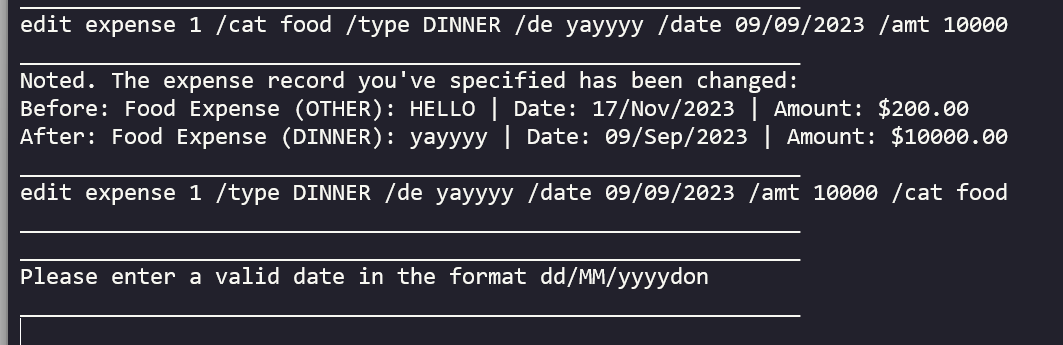 edit expense 1 /cat food /type DINNER /de yayyyy /date 09/09/2023 /amt 10000
Noted. The expense record you've specified has been changed:
Before: Food Expense (OTHER): HELLO | Date: 17/Nov/2023 | Amount: $200.00
After: Food Expense (DINNER): yayyyy | Date: 09/Sep/2023 | Amount: $10000.00
edit expense 1 /type DINNER /de yayyyy /date 09/09/2023 /amt 10000 /cat food
Please enter a valid date in the format dd/MM/yyyydon